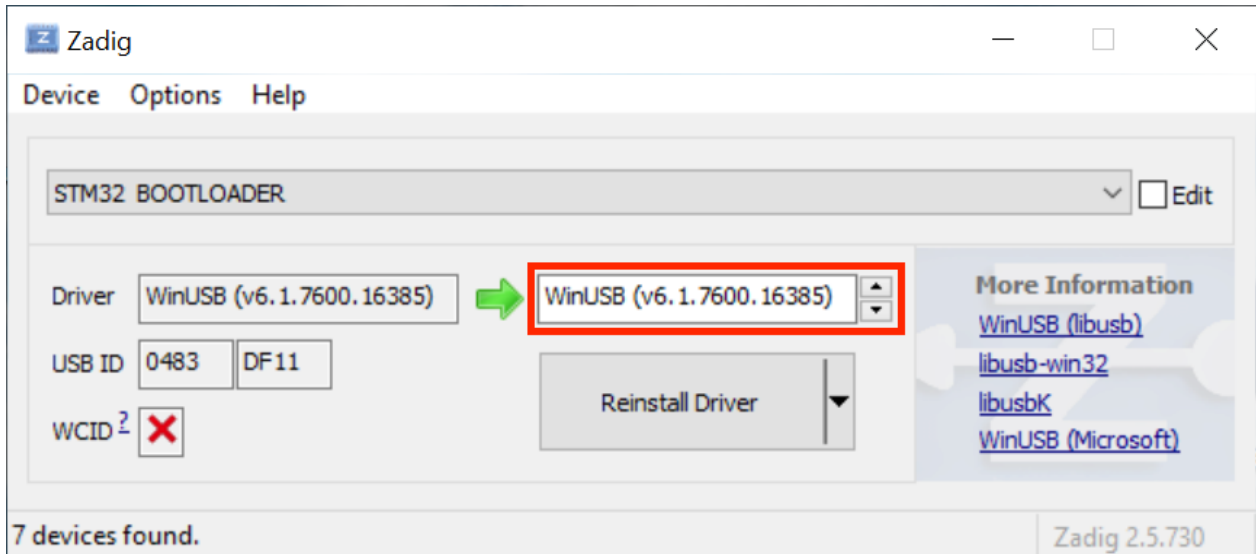 Zadig
Device Options Help
STM32 BOOTLOADER
Edit
Driver WinUSB (v6.1.7600.16385) WinUSB (v6.1.7600.16385)
USB ID 0483 DF11
WCID ?
Reinstall Driver
More Information
WinUSB (libusb)
libusb-win32
libusbK
WinUSB (Microsoft)
7 devices found.
Zadig 2.5.730